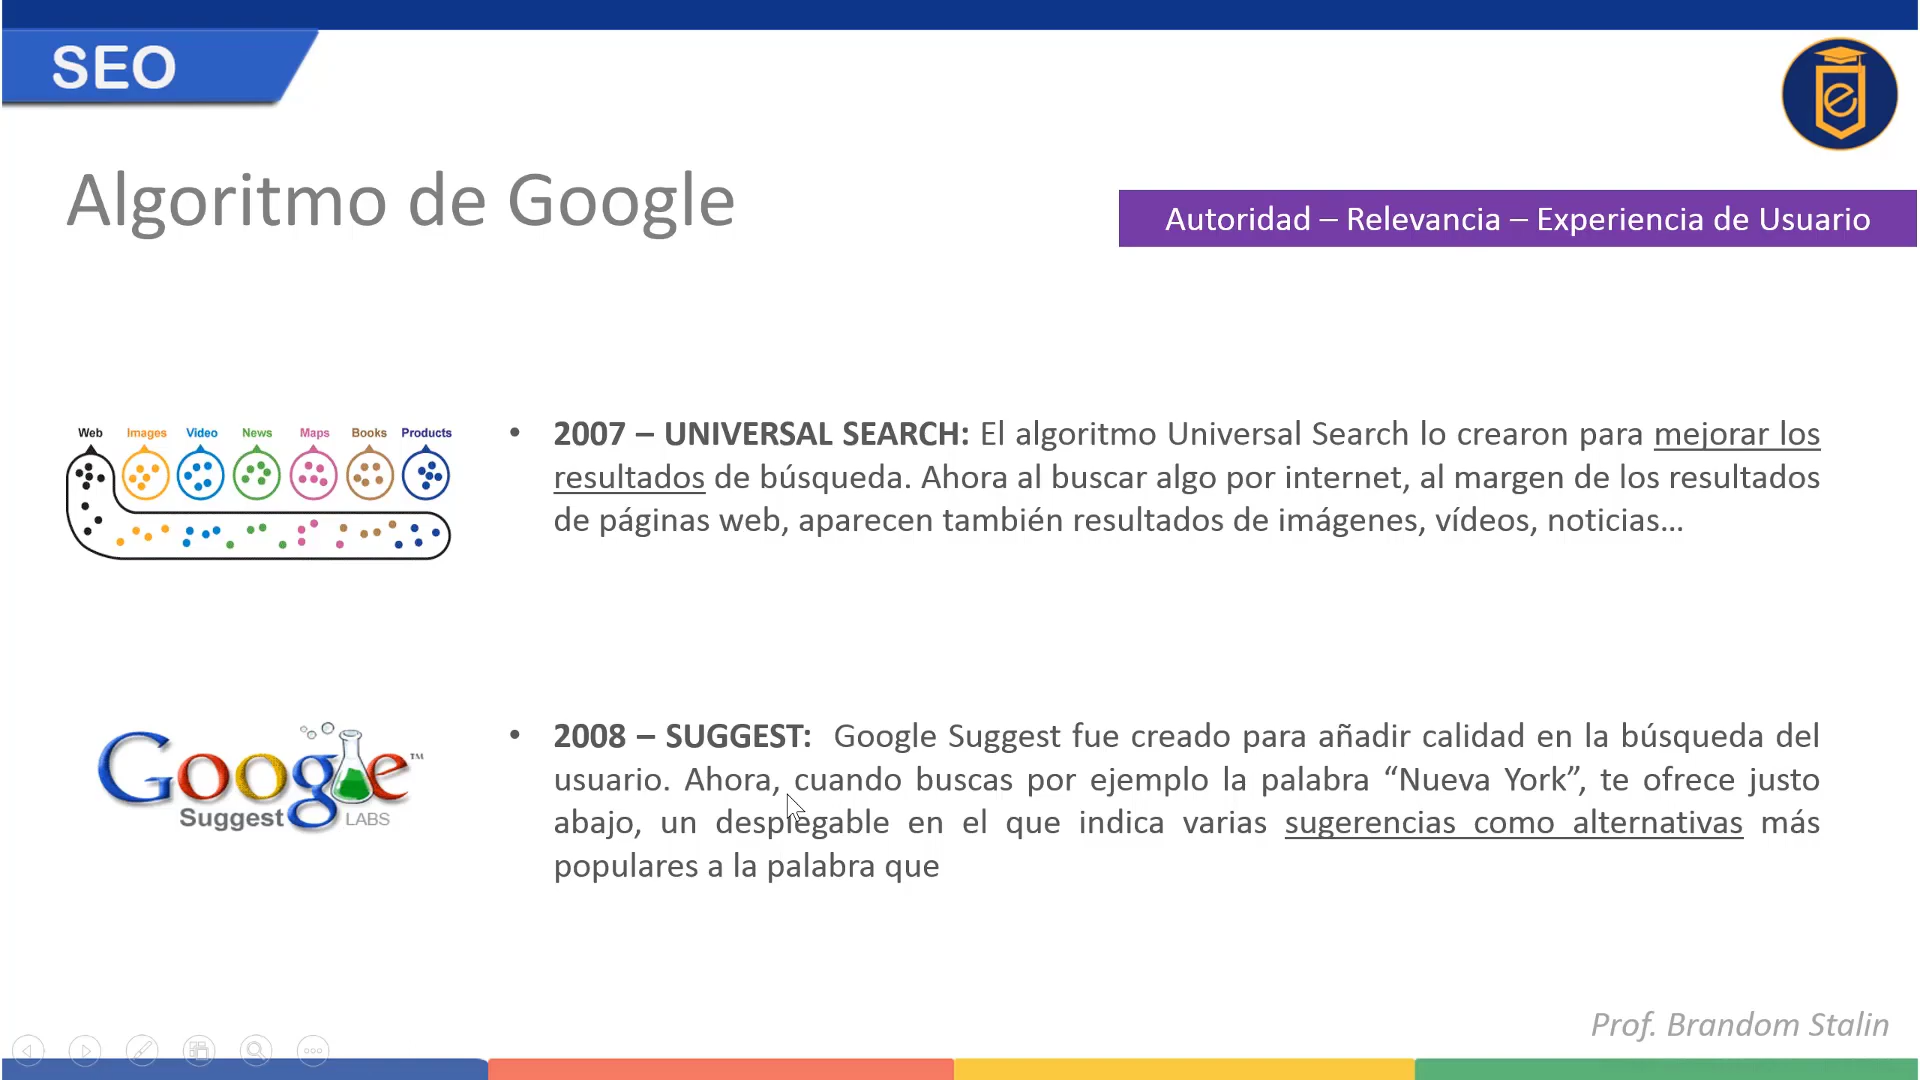 SEO
Algoritmo de Google
Autoridad – Relevancia – Experiencia de Usuario
Web Images Video News Maps Books Products
• 2007 – UNIVERSAL SEARCH: El algoritmo Universal Search lo crearon para mejorar los
resultados de búsqueda. Ahora al buscar algo por internet, al margen de los resultados
de páginas web, aparecen también resultados de imágenes, vídeos, noticias...
Google™
Suggest LABS
• 2008 – SUGGEST: Google Suggest fue creado para añadir calidad en la búsqueda del
usuario. Ahora, cuando buscas por ejemplo la palabra “Nueva York”, te ofrece justo
abajo, un desplegable en el que indica varias sugerencias como alternativas más
populares a la palabra que
Prof. Brandom Stalin